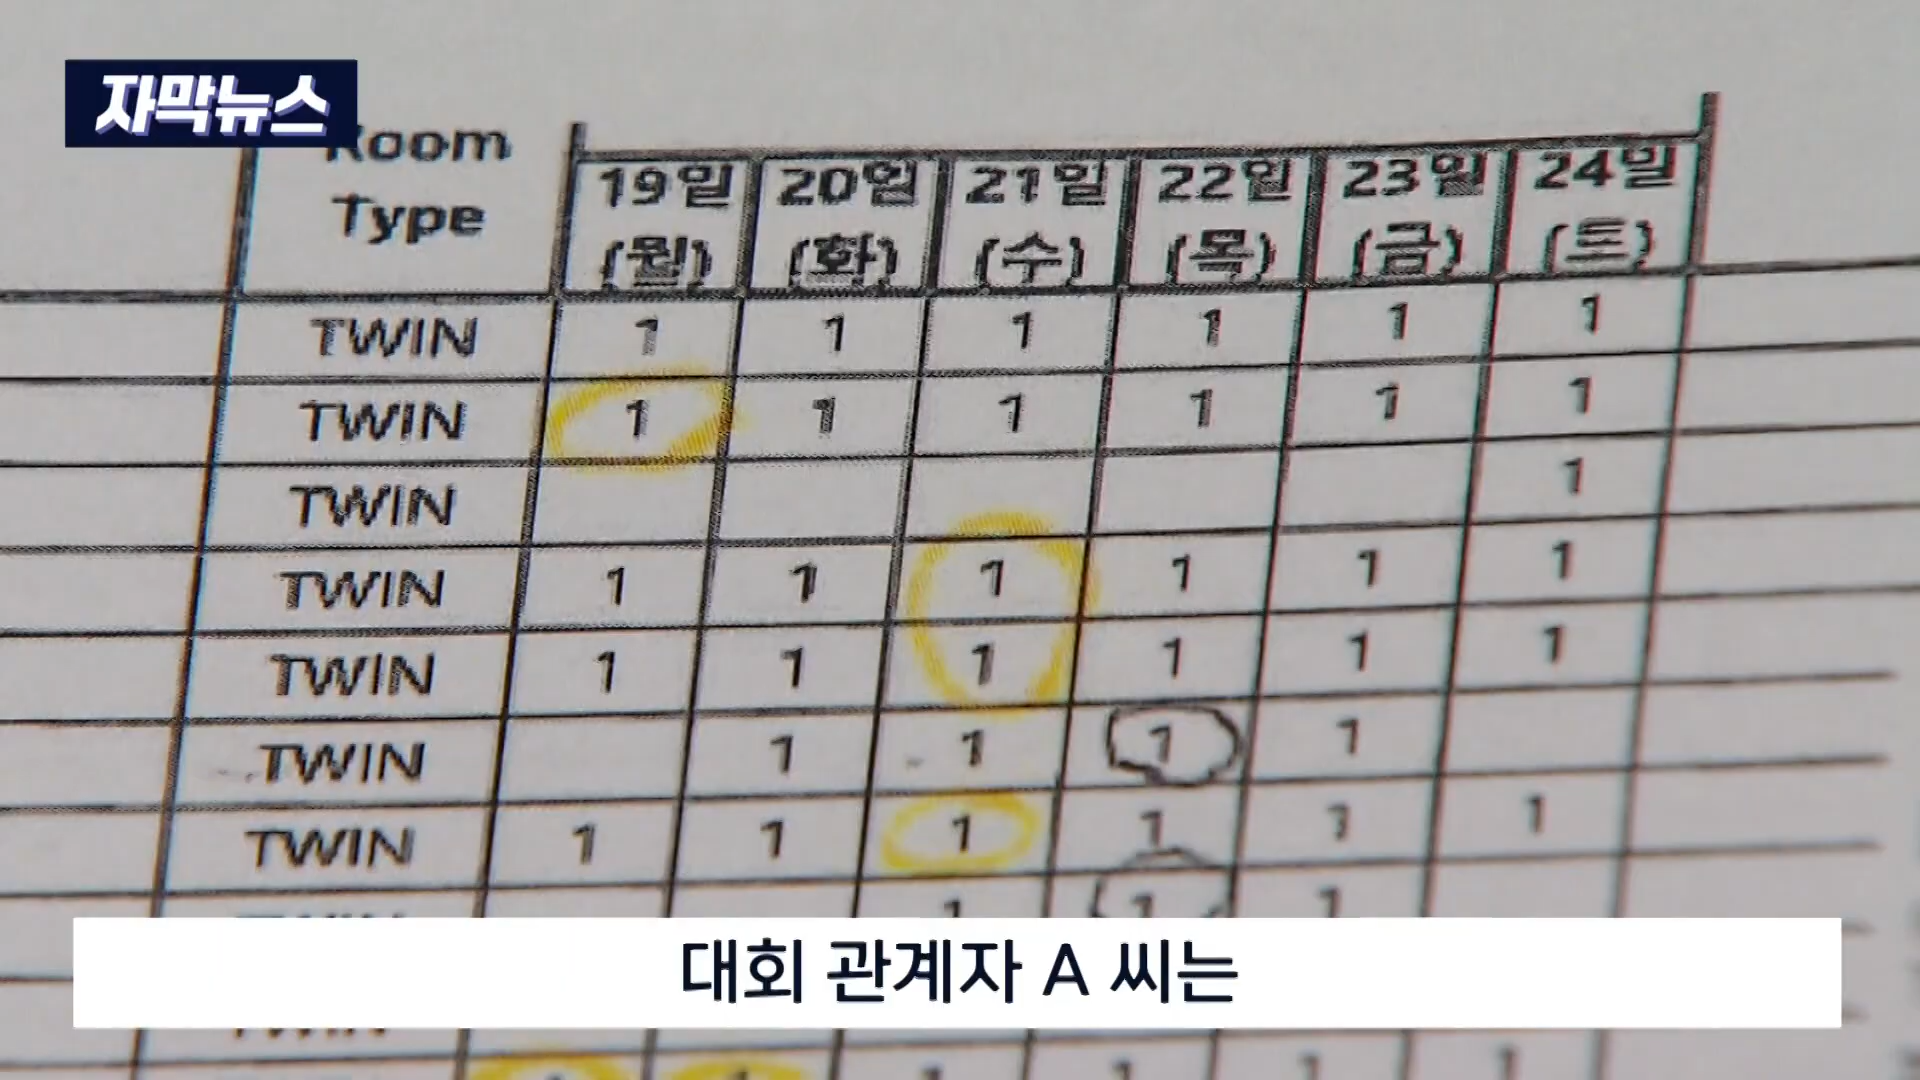 자막뉴스
Room
Type
19일 20일 21일 22일 23일 24일
(월) (화) (수) (목) (금) (토)
TWIN 1 1 1 1 1 1
TWIN 1 1 1 1 1 1
TWIN 1
TWIN 1 1 1 1 1 1
TWIN 1 1 1 1 1 1
TWIN 1 1 1 1
TWIN 1 1 1 1 1 1
1 1 1
대회 관계자 A 씨는